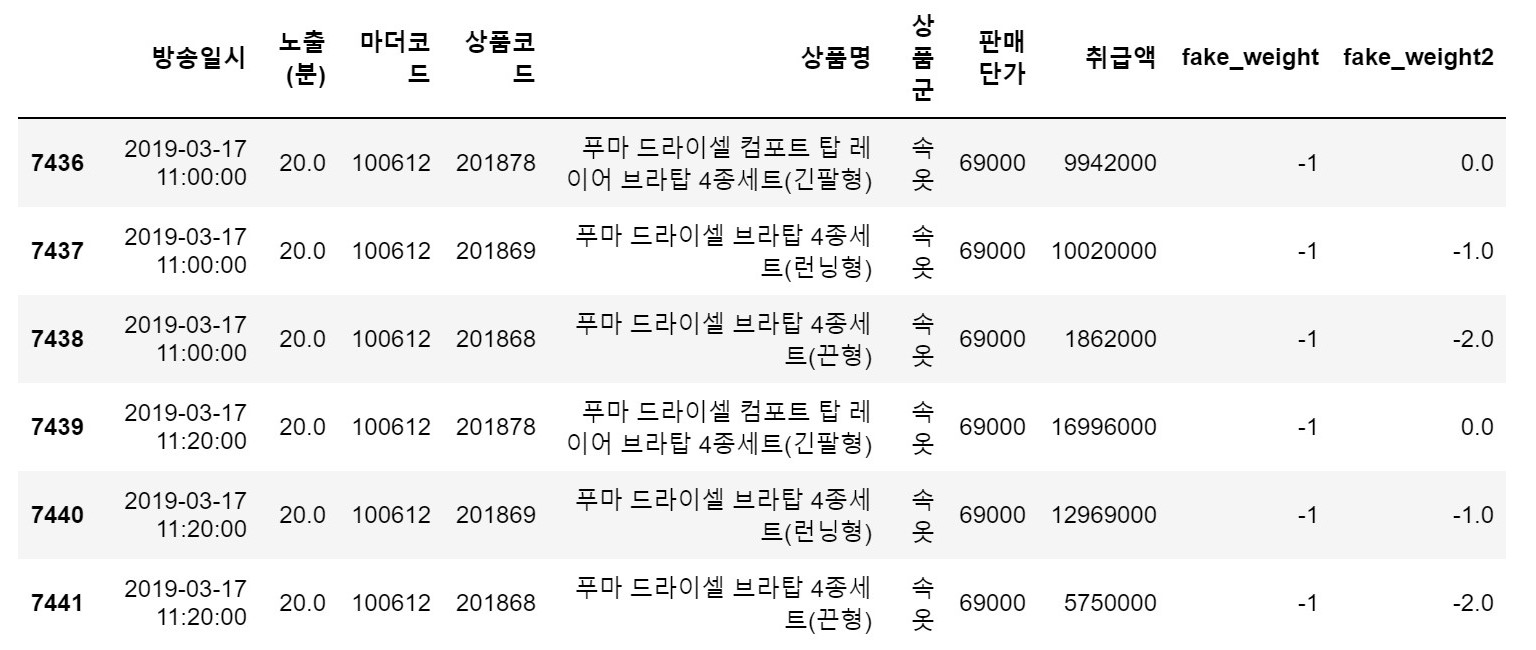 방송일시 노출(분) 마더코드 상품코드 상품명 상품군 판매단가 취급액 fake_weight fake_weight2
7436 2019-03-17 11:00:00 20.0 100612 201878 푸마 드라이셀 컴포트 탑 레이어 브라탑 4종세트(긴팔형) 속옷 69000 9942000 -1 0.0
7437 2019-03-17 11:00:00 20.0 100612 201869 푸마 드라이셀 브라탑 4종세트(런닝형) 속옷 69000 10020000 -1 -1.0
7438 2019-03-17 11:00:00 20.0 100612 201868 푸마 드라이셀 브라탑 4종세트(끈형) 속옷 69000 1862000 -1 -2.0
7439 2019-03-17 11:20:00 20.0 100612 201878 푸마 드라이셀 컴포트 탑 레이어 브라탑 4종세트(긴팔형) 속옷 69000 16996000 -1 0.0
7440 2019-03-17 11:20:00 20.0 100612 201869 푸마 드라이셀 브라탑 4종세트(런닝형) 속옷 69000 12969000 -1 -1.0
7441 2019-03-17 11:20:00 20.0 100612 201868 푸마 드라이셀 브라탑 4종세트(끈형) 속옷 69000 5750000 -1 -2.0